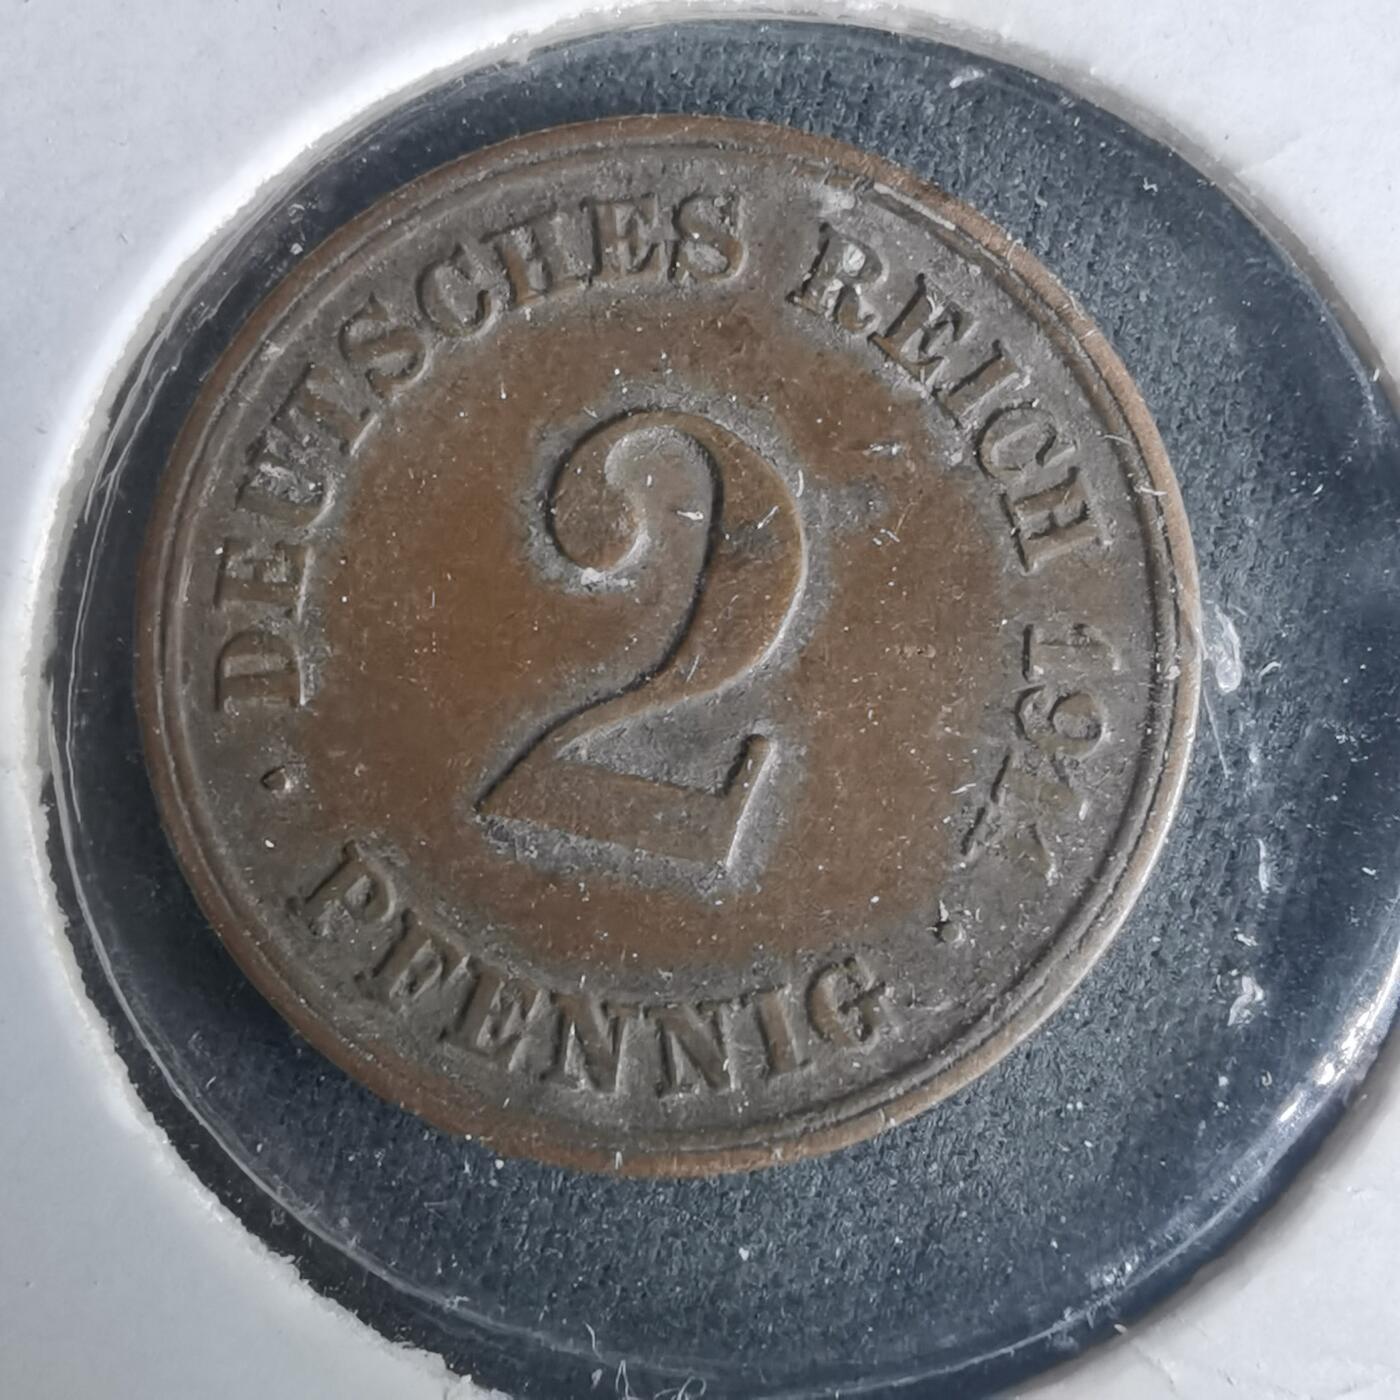 DEUTSCHES REICH
2
PFENNIG